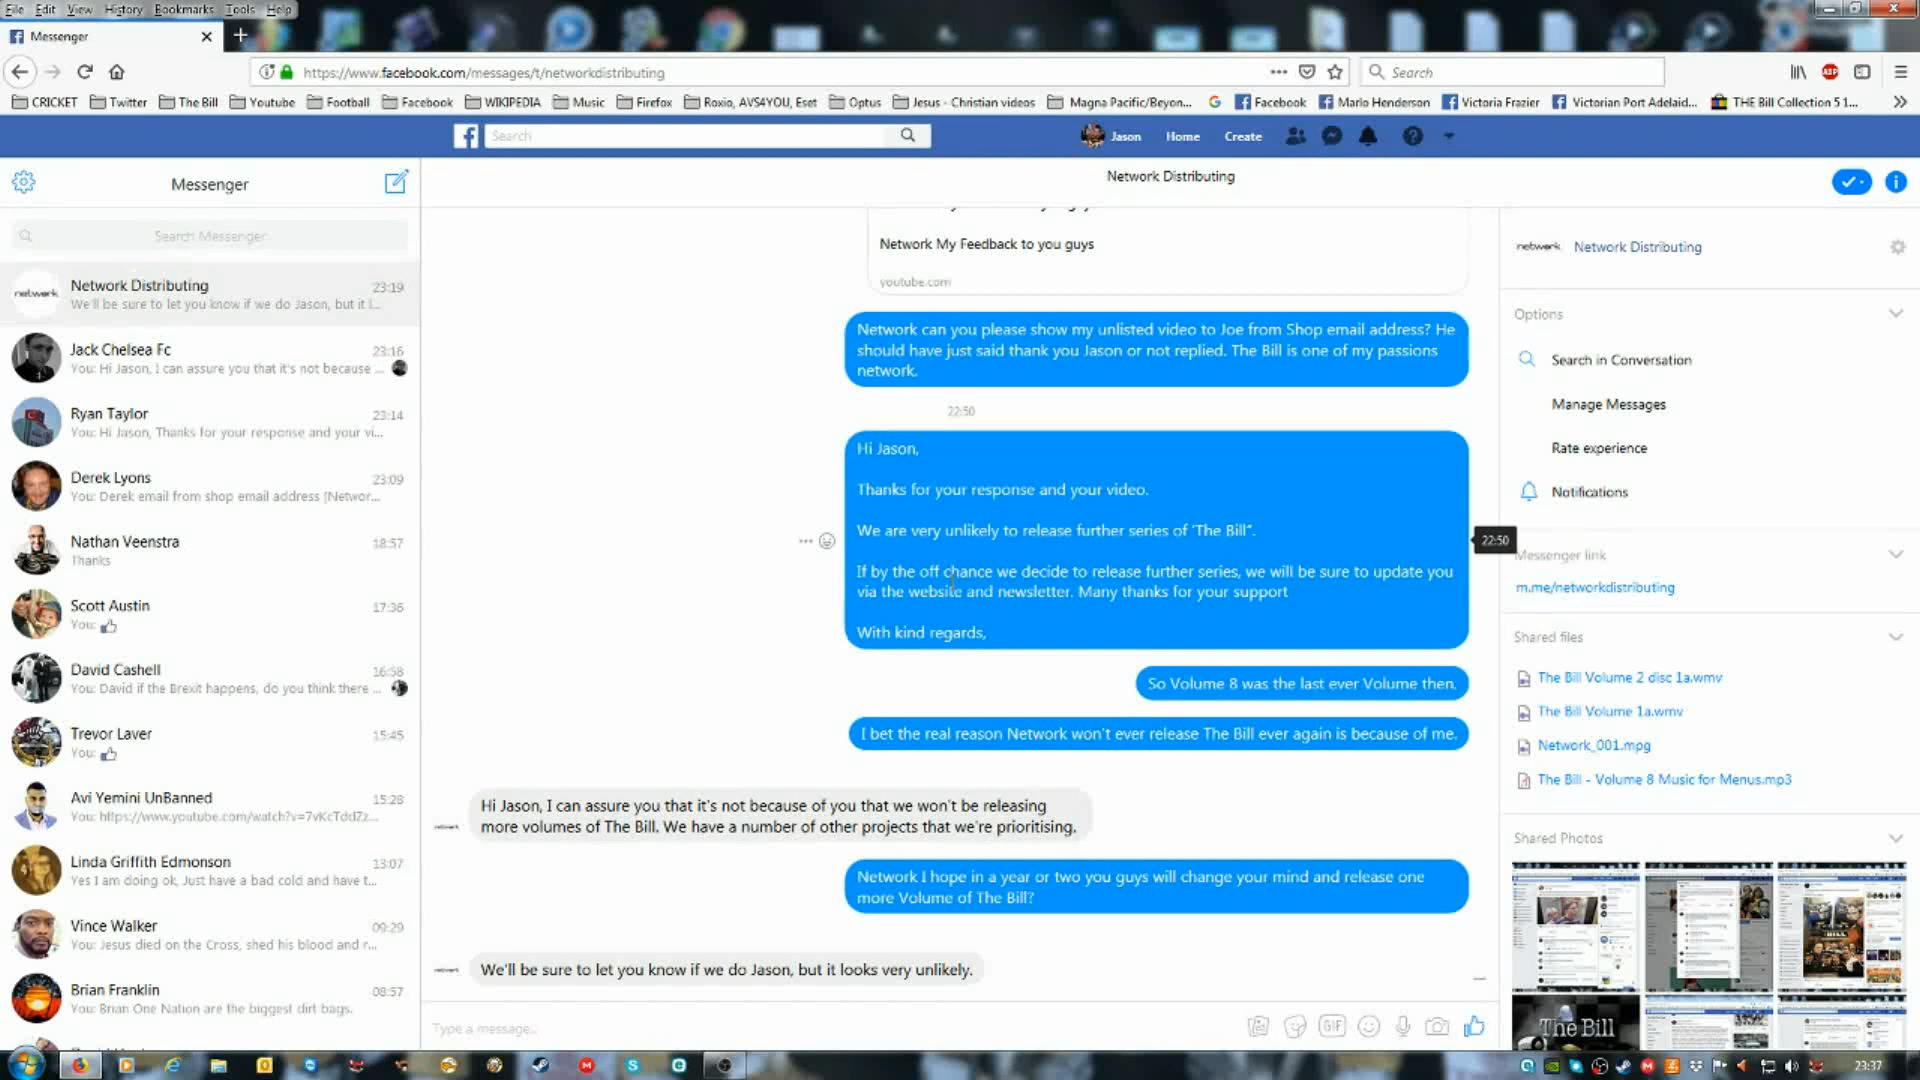 File Edit View History Bookmarks Tools Help
Messenger
https://www.facebook.com/messages/t/networkdistributing
Search
CRICKET Twitter The Bill Youtube Football Facebook WIKIPEDIA Music Firefox Roxio, AVS4YOU, Eset Optus Jesus - Christian videos Magna Pacific/Beyon... Facebook Marlo Henderson Victoria Frazier Victorian Port Adelaid... THE Bill Collection 5 1...
Search
Jason Home Create
Messenger
Search Messenger
Network Distributing 23:19
We'll be sure to let you know if we do Jason, but it l...
Jack Chelsea Fc 23:16
You: Hi Jason, I can assure you that it's not because ...
Ryan Taylor 23:14
You: Hi Jason, Thanks for your response and your vi...
Derek Lyons 23:09
You: Derek email from shop email address [Networ...
Nathan Veenstra 18:57
Thanks
Scott Austin 17:36
You:
David Cashell 16:58
You: David if the Brexit happens, do you think there ...
Trevor Laver 15:45
You:
Avi Yemini UnBanned 15:28
You: https://www.youtube.com/watch?v=7vKcTddZz...
Linda Griffith Edmonson 13:07
Yes I am doing ok, Just have a bad cold and have t...
Vince Walker 09:29
You: Jesus died on the Cross, shed his blood and r...
Brian Franklin 08:57
You: Brian One Nation are the biggest dirt bags.
Network Distributing
Network My Feedback to you guys
youtube.com
Network can you please show my unlisted video to Joe from Shop email address? He
should have just said thank you Jason or not replied. The Bill is one of my passions
network.
22:50
Hi Jason,
Thanks for your response and your video.
We are very unlikely to release further series of 'The Bill".
If by the off chance we decide to release further series, we will be sure to update you
via the website and newsletter. Many thanks for your support
With kind regards,
22:50
So Volume 8 was the last ever Volume then.
I bet the real reason Network won't ever release The Bill ever again is because of me.
network
Hi Jason, I can assure you that it's not because of you that we won't be releasing
more volumes of The Bill. We have a number of other projects that we're prioritising.
Network I hope in a year or two you guys will change your mind and release one
more Volume of The Bill?
network
We'll be sure to let you know if we do Jason, but it looks very unlikely.
Type a message...
GIF
network Network Distributing
Options
Search in Conversation
Manage Messages
Rate experience
Notifications
Messenger link
m.me/networkdistributing
Shared files
The Bill Volume 2 disc 1a.wmv
The Bill Volume 1a.wmv
Network_001.mpg
The Bill - Volume 8 Music for Menus.mp3
Shared Photos
The Bill
23:37